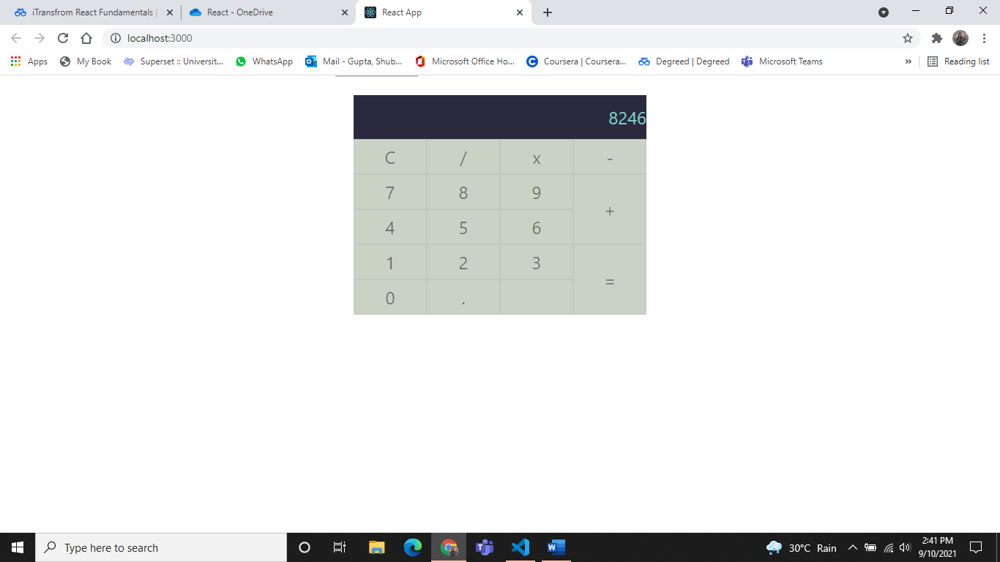 iTransfrom React Fundamentals |
React - OneDrive
React App
localhost:3000
Apps
My Book
Superset :: Universit...
WhatsApp
Mail - Gupta, Shub...
Microsoft Office Ho...
Coursera | Coursera...
Degreed | Degreed
Microsoft Teams
»
Reading list
8246
C / x -
7 8 9
+
4 5 6
1 2 3
=
0 .
Type here to search
30°C Rain
2:41 PM
9/10/2021